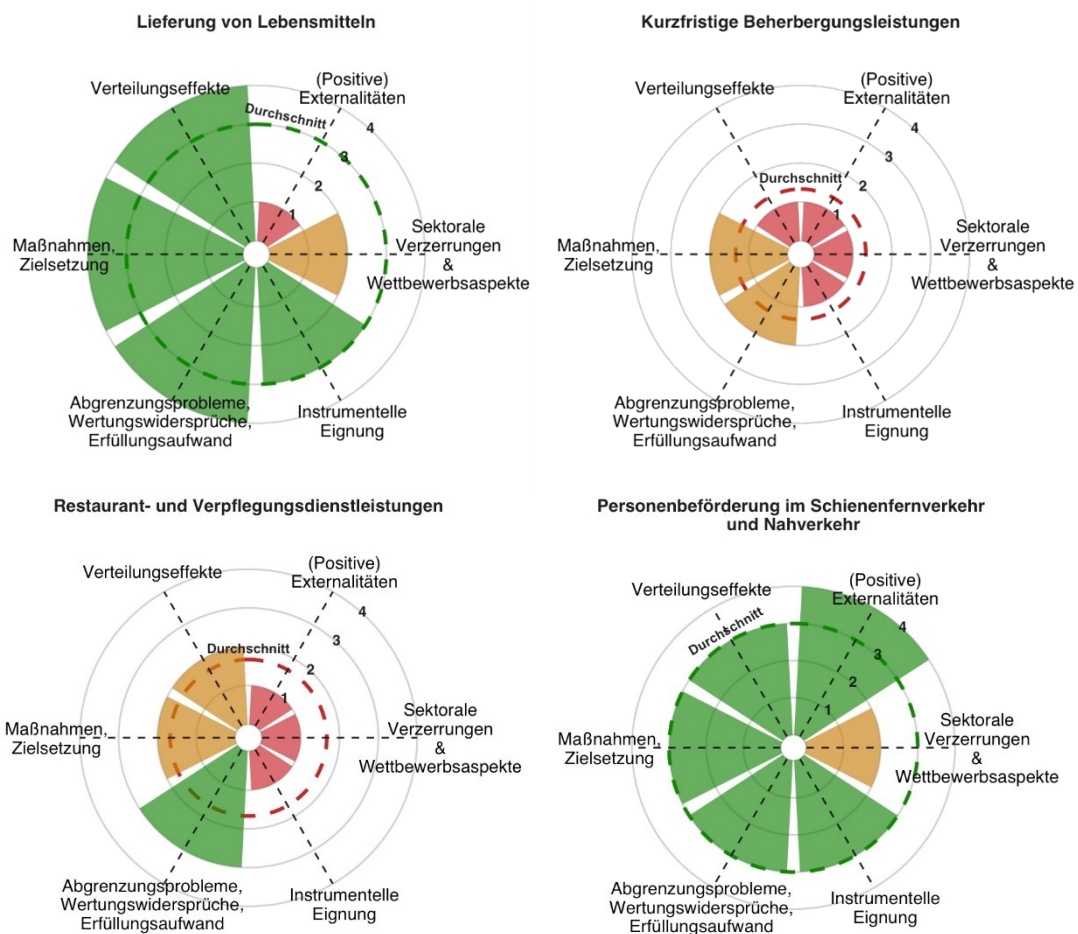 Lieferung von Lebensmitteln
Verteilungseffekte
(Positive)
Externalitäten
Durchschnitt
4
3
2
1
Maßnahmen,
Zielsetzung
Sektorale
Verzerrungen
&
Wettbewerbsaspekte
Abgrenzungsprobleme,
Wertungswidersprüche,
Erfüllungsaufwand
Instrumentelle
Eignung
Kurzfristige Beherbergungsleistungen
Verteilungseffekte
(Positive)
Externalitäten
4
3
Durchschnitt
2
1
Maßnahmen,
Zielsetzung
Sektorale
Verzerrungen
&
Wettbewerbsaspekte
Abgrenzungsprobleme,
Wertungswidersprüche,
Erfüllungsaufwand
Instrumentelle
Eignung
Restaurant- und Verpflegungsdienstleistungen
Verteilungseffekte
(Positive)
Externalitäten
4
3
Durchschnitt
2
1
Maßnahmen,
Zielsetzung
Sektorale
Verzerrungen
&
Wettbewerbsaspekte
Abgrenzungsprobleme,
Wertungswidersprüche,
Erfüllungsaufwand
Instrumentelle
Eignung
Personenbeförderung im Schienenfernverkehr
und Nahverkehr
Verteilungseffekte
(Positive)
Externalitäten
Durchschnitt
4
3
2
1
Maßnahmen,
Zielsetzung
Sektorale
Verzerrungen
&
Wettbewerbsaspekte
Abgrenzungsprobleme,
Wertungswidersprüche,
Erfüllungsaufwand
Instrumentelle
Eignung